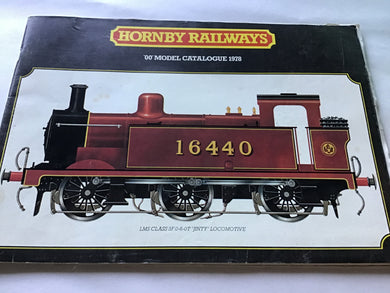 HORNBY RAILWAYS
'00' MODEL CATALOGUE 1978
16440
LMS CLASS 3F 0-6-0T 'JINTY' LOCOMOTIVE